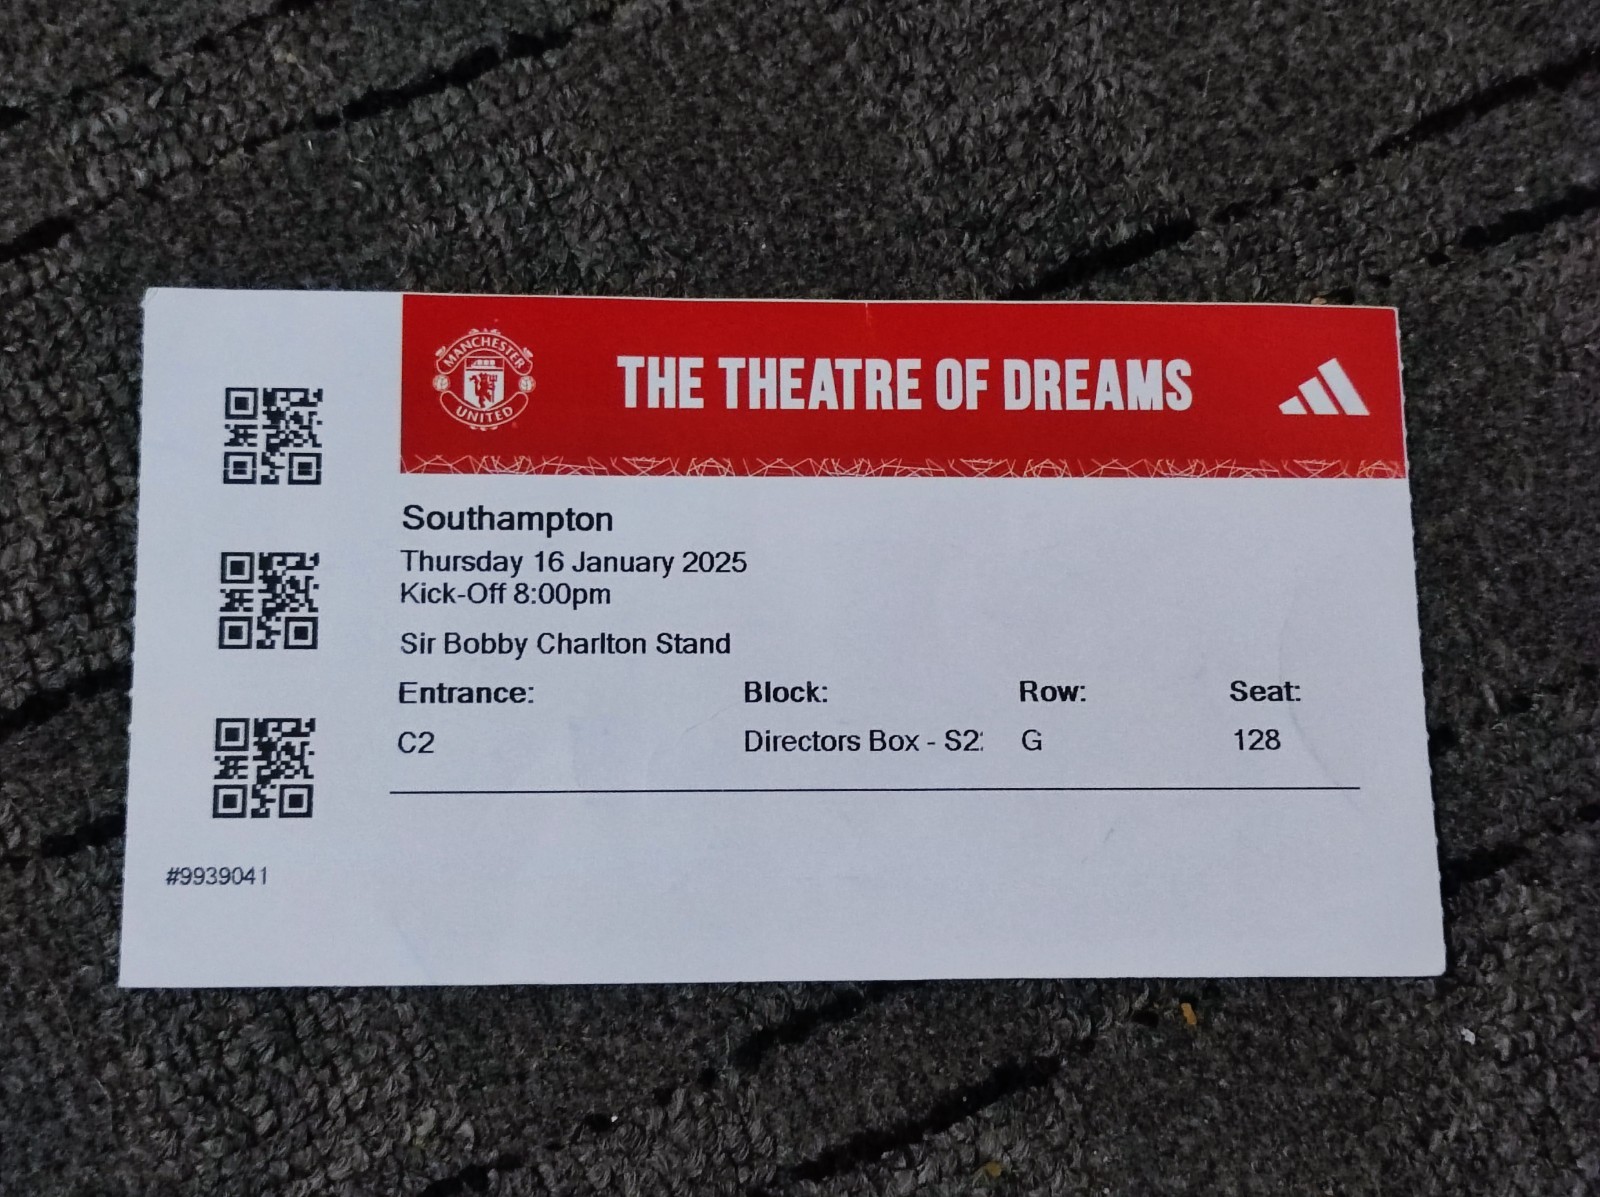 MANCHESTER
UNITED
THE THEATRE OF DREAMS
Southampton
Thursday 16 January 2025
Kick-Off 8:00pm
Sir Bobby Charlton Stand
Entrance: Block: Row: Seat:
C2 Directors Box - S2 G 128
#9939041